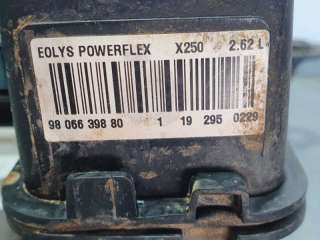 EOLYS POWERFLEX X250 2.62 L
98 066 398 80 1 19 295 0229